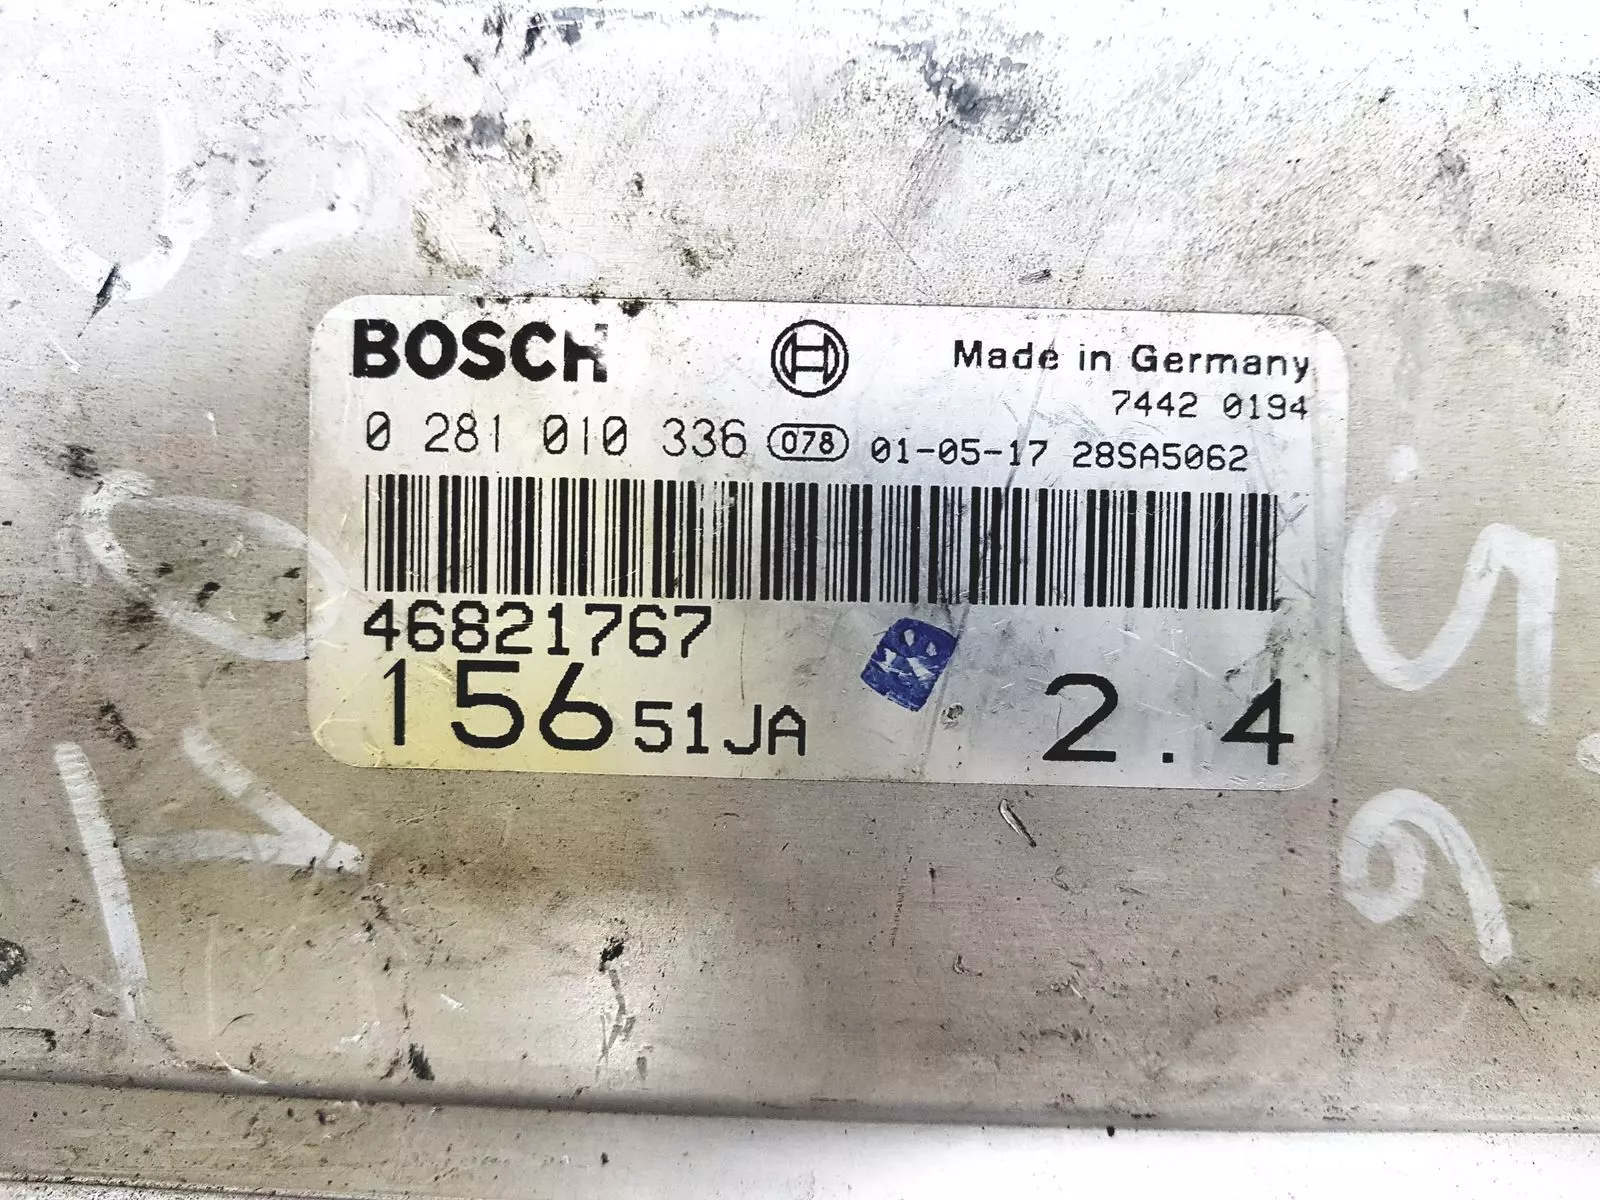 BOSCH
Made in Germany
7442 0194
0 281 010 336 078 01-05-17 28SA5062
46821767
156 51JA 2.4